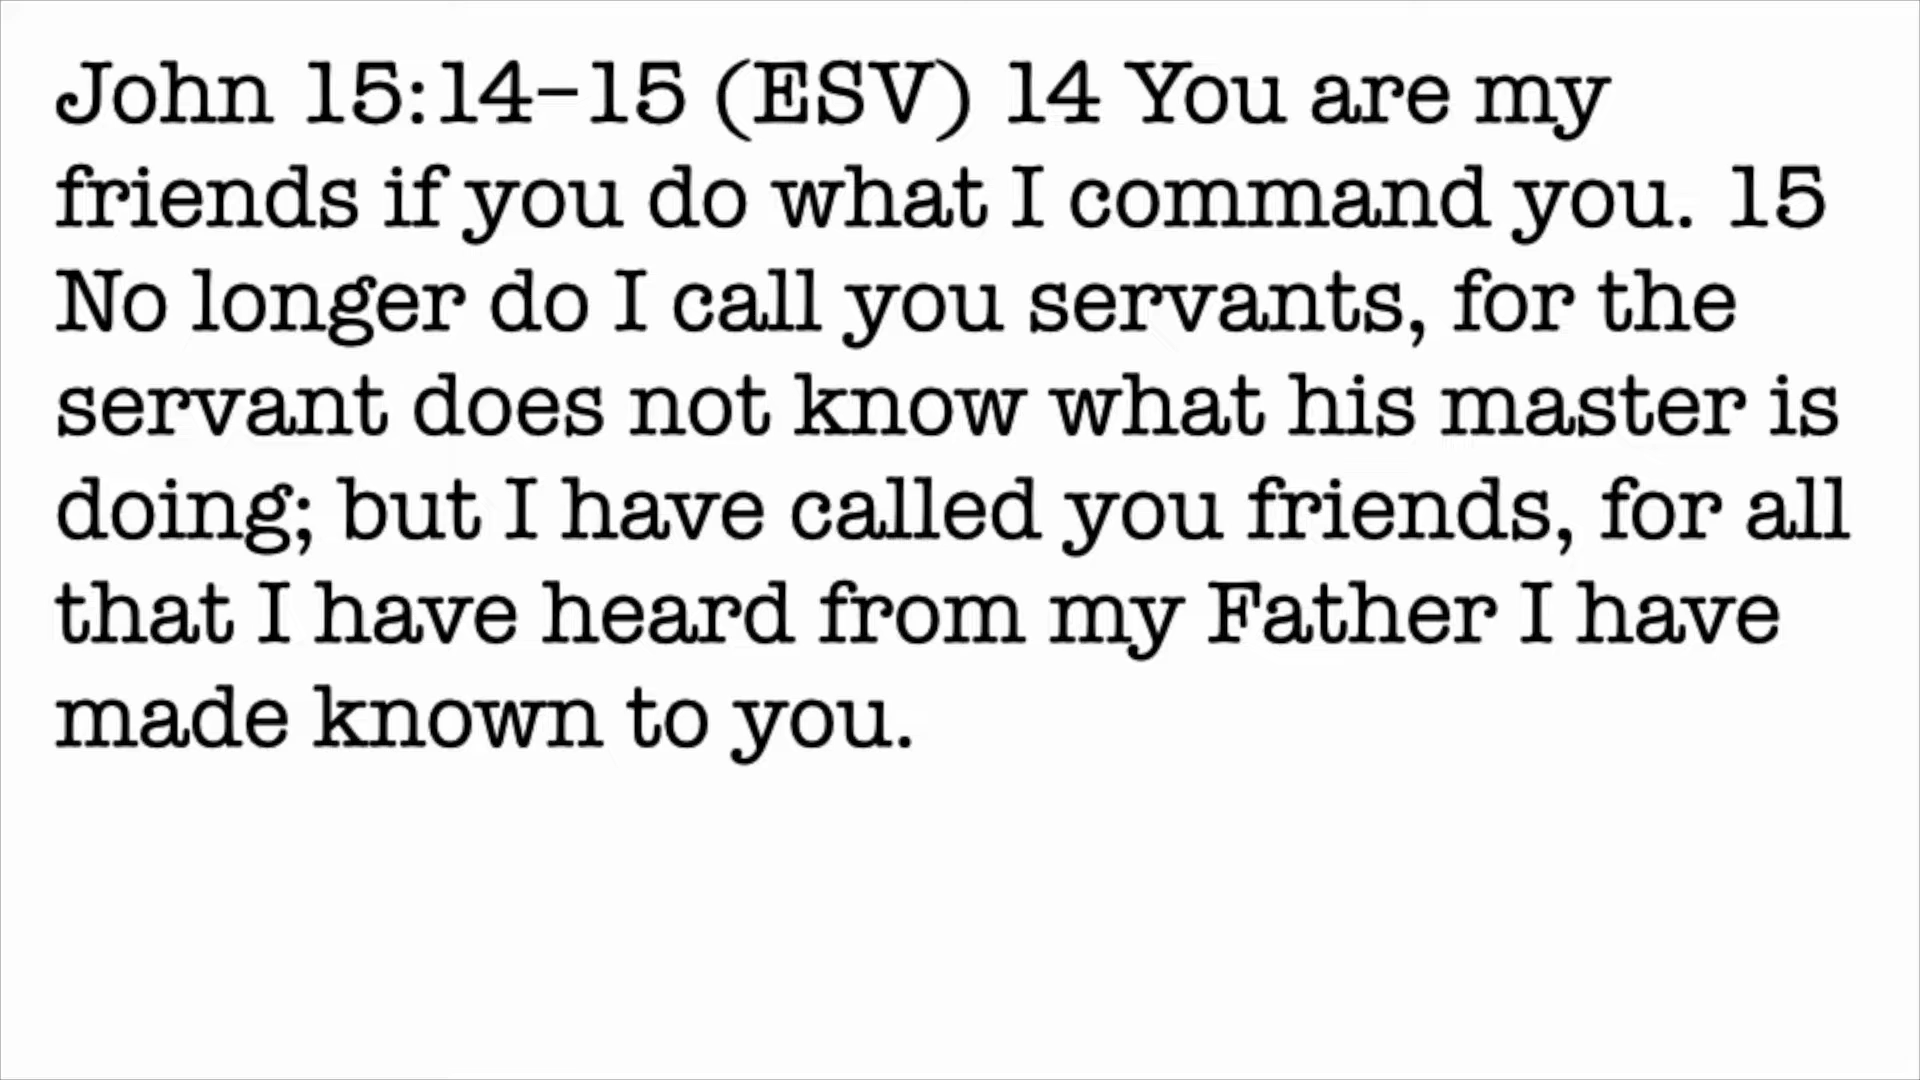 John 15:14–15 (ESV) 14 You are my
friends if you do what I command you. 15
No longer do I call you servants, for the
servant does not know what his master is
doing; but I have called you friends, for all
that I have heard from my Father I have
made known to you.